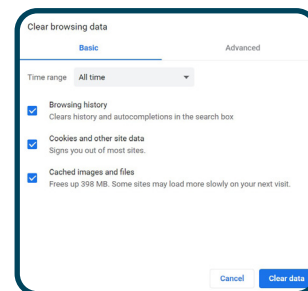 Clear browsing data
Basic Advanced
Time range All time
Browsing history
Clears history and autocompletions in the search box
Cookies and other site data
Signs you out of most sites.
Cached images and files
Frees up 398 MB. Some sites may load more slowly on your next visit.
Cancel Clear data